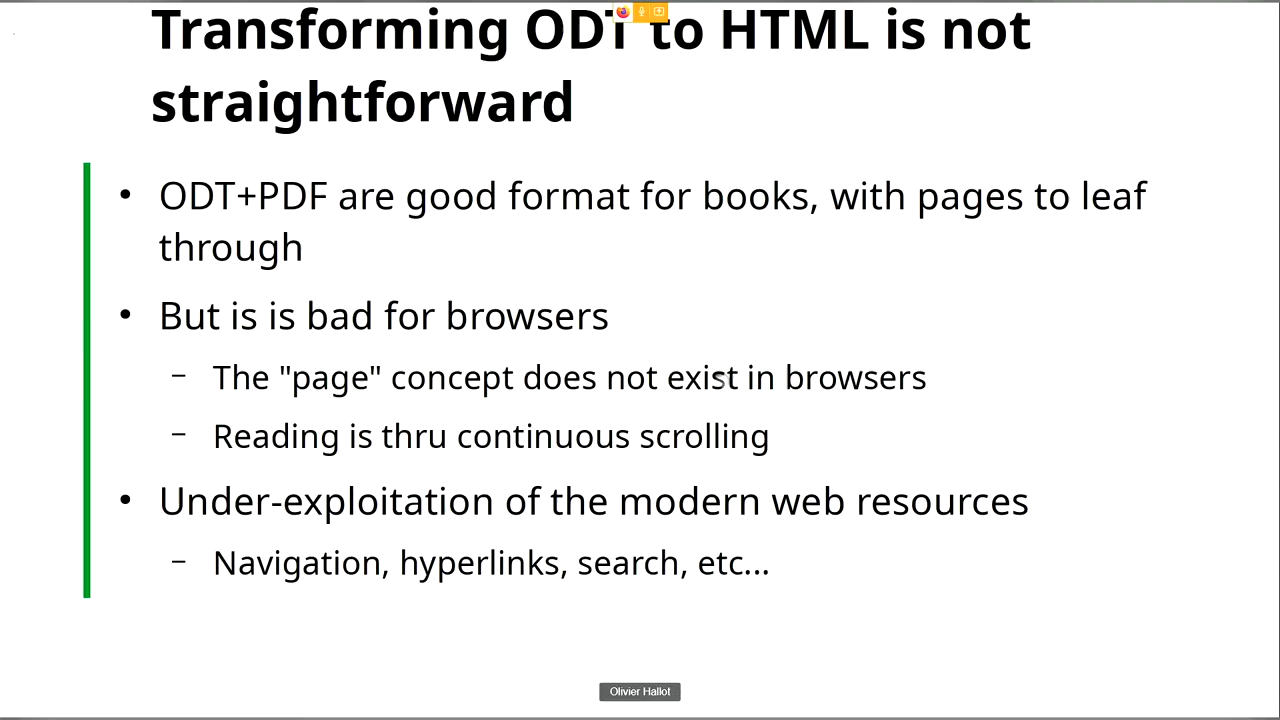 Transforming ODT to HTML is not
straightforward
• ODT+PDF are good format for books, with pages to leaf
through
• But is is bad for browsers
– The "page" concept does not exist in browsers
– Reading is thru continuous scrolling
• Under-exploitation of the modern web resources
– Navigation, hyperlinks, search, etc...
Olivier Hallot